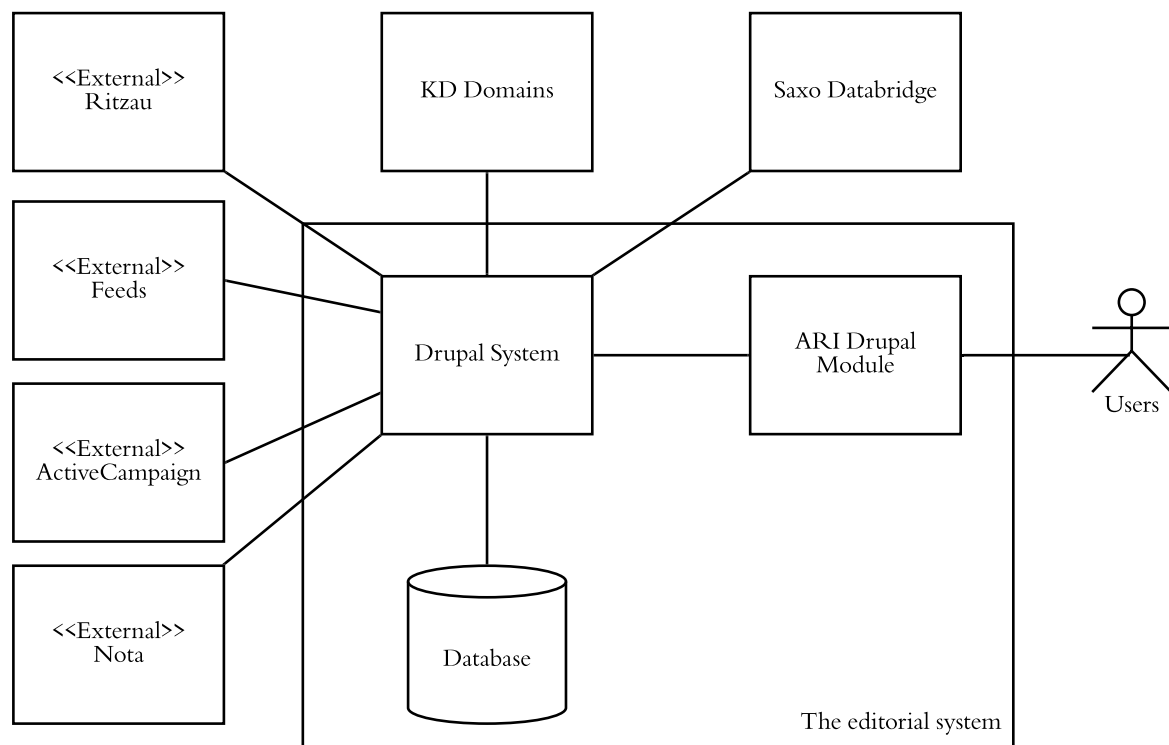 <<External>>
Ritzau
KD Domains
Saxo Databridge
<<External>>
Feeds
Drupal System
ARI Drupal
Module
Users
<<External>>
ActiveCampaign
<<External>>
Nota
Database
The editorial system